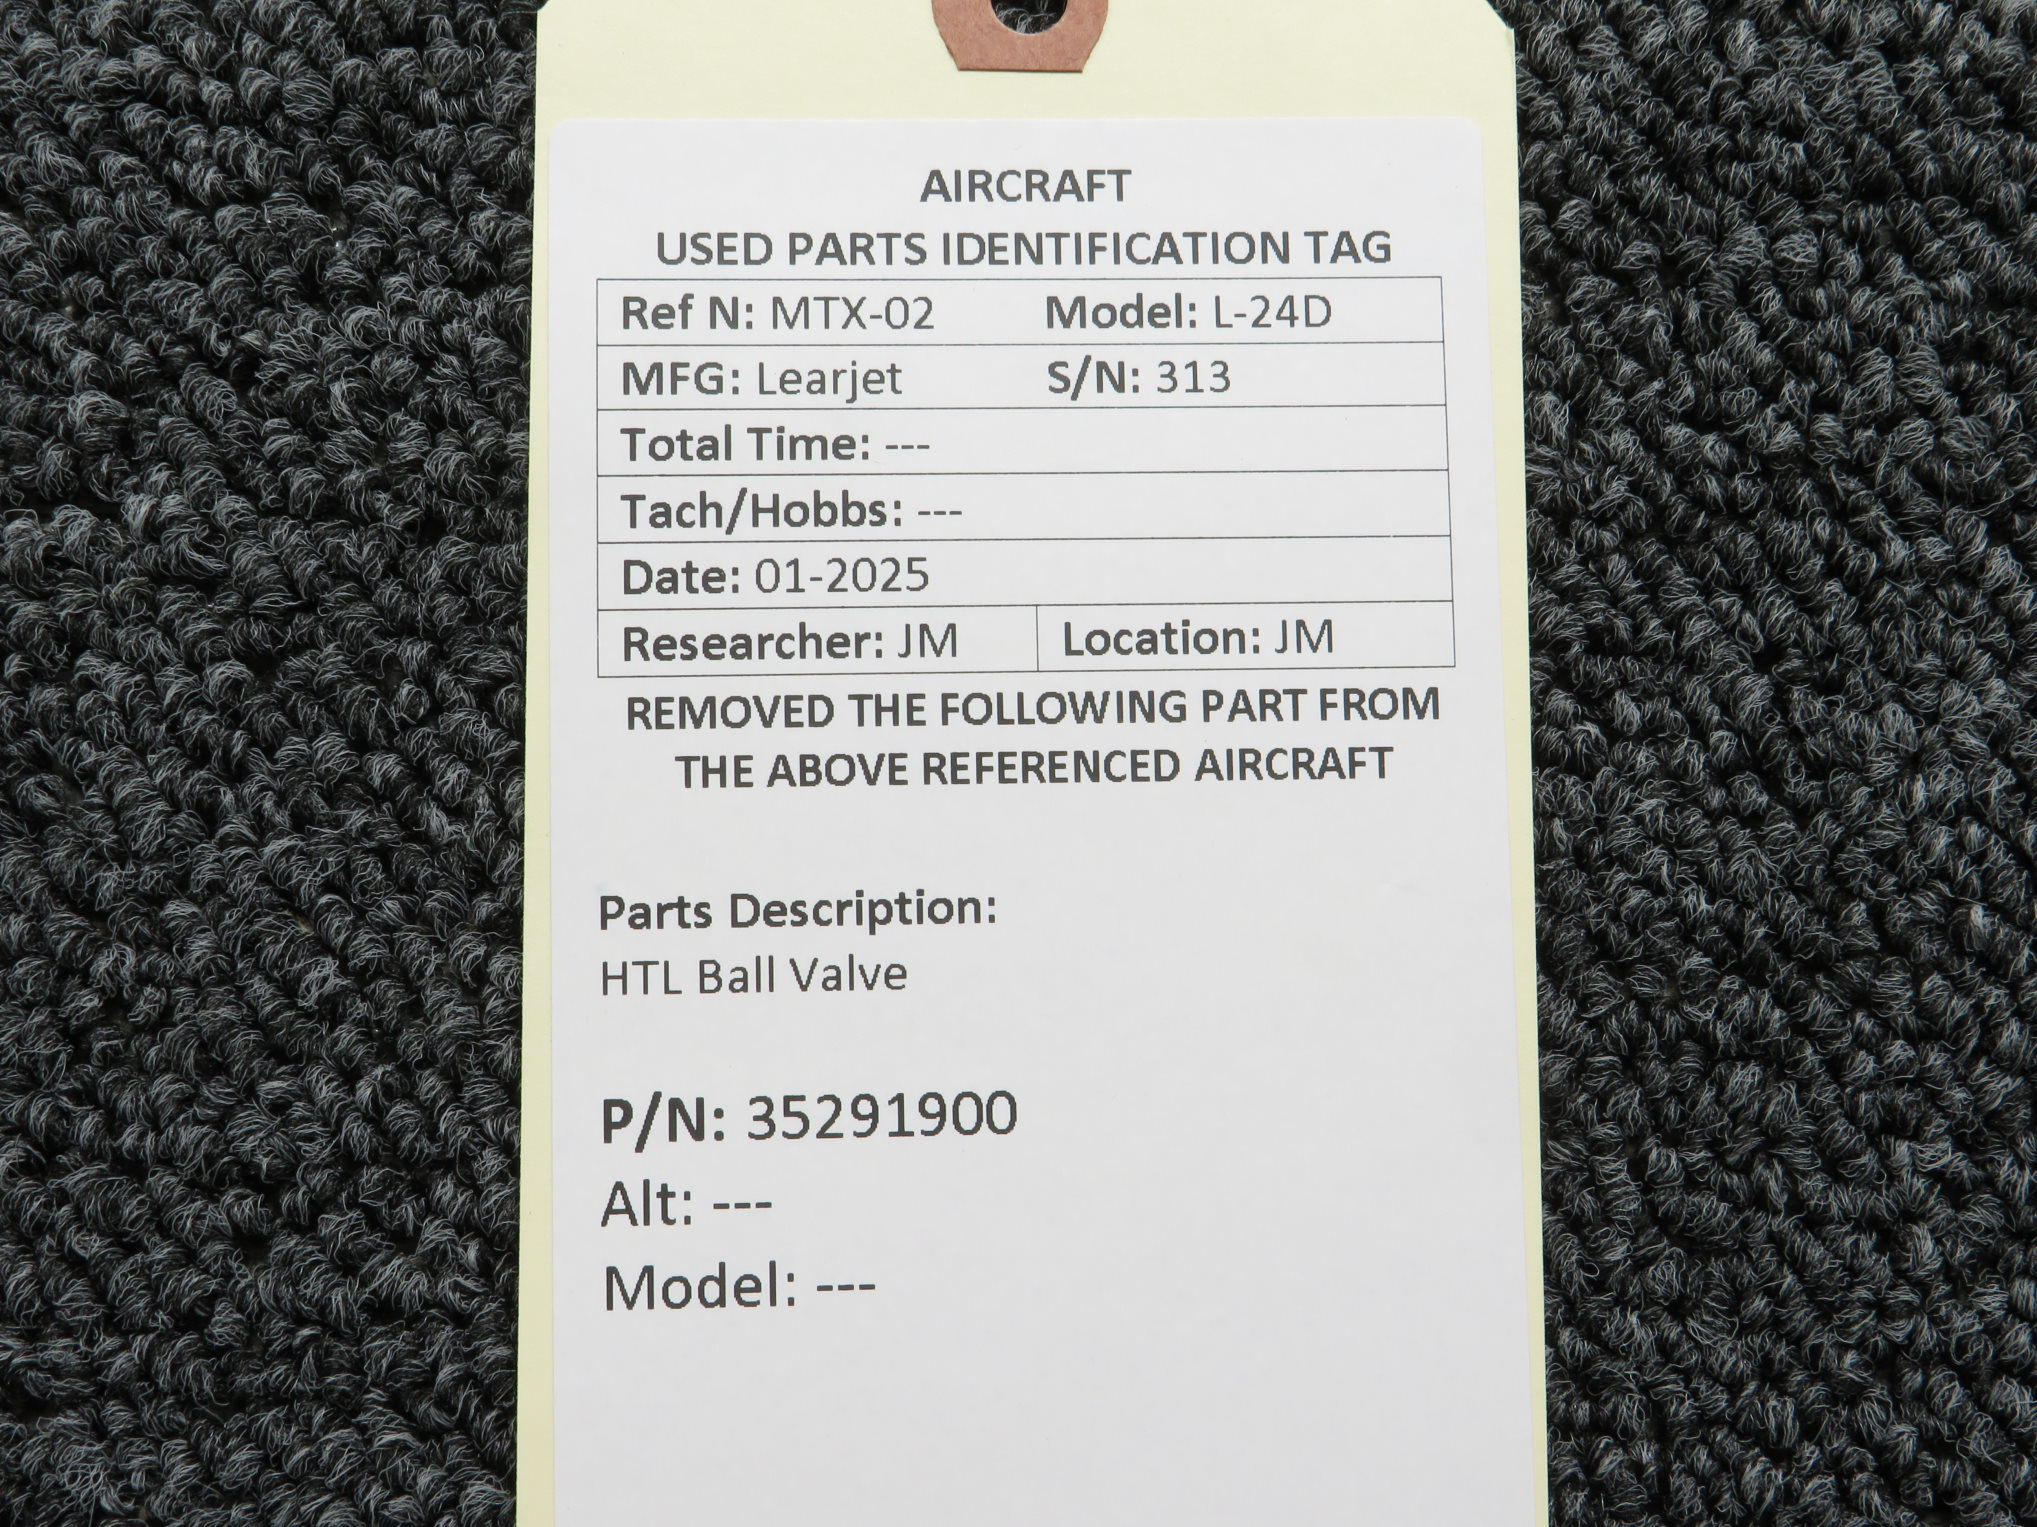 AIRCRAFT
USED PARTS IDENTIFICATION TAG
Ref N: MTX-02 Model: L-24D
MFG: Learjet S/N: 313
Total Time: ---
Tach/Hobbs: ---
Date: 01-2025
Researcher: JM Location: JM
REMOVED THE FOLLOWING PART FROM
THE ABOVE REFERENCED AIRCRAFT
Parts Description:
HTL Ball Valve
P/N: 35291900
Alt: ---
Model: ---